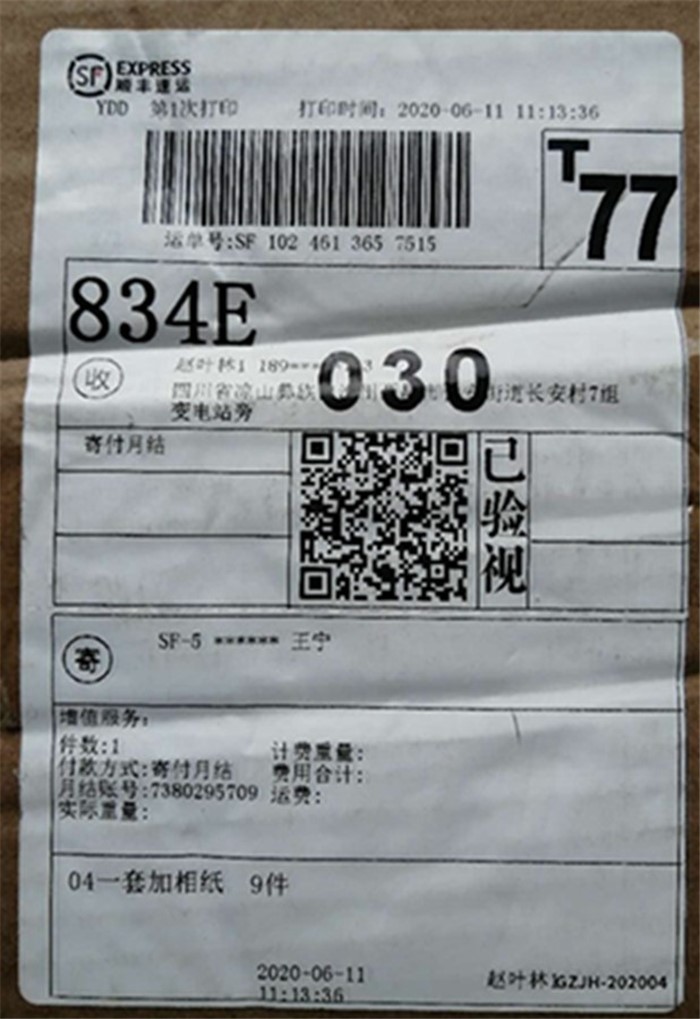 SF EXPRESS
顺丰速运
YDD 第1次打印 打印时间: 2020-06-11 11:13:36
T77
运单号:SF 102 461 365 7515
834E
收
赵叶林1 189
030
四川省凉山彝族 街道长安村7组
变电站旁
寄付月结
已验视
寄
SF-5 ****** 王宁
增值服务:
件数:1 计费重量:
付款方式:寄付月结 费用合计:
月结账号:7380295709 运费:
实际重量:
04一套加相纸 9件
2020-06-11
11:13:36
赵叶林1GZJH-202004